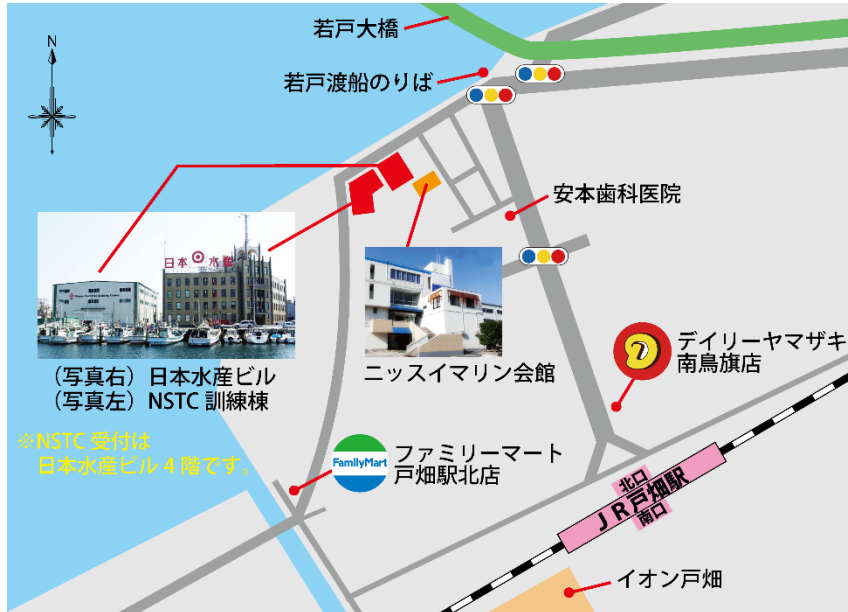 若戸大橋
N
若戸渡船のりば
安本歯科医院
日本水産
デイリーヤマザキ
南鳥旗店
ニッスイマリン会館
（写真右）日本水産ビル
（写真左）NSTC 訓練棟
※NSTC 受付は
日本水産ビル 4 階です。
FamilyMart
ファミリーマート
戸畑駅北店
北口
JR戸畑駅
南口
イオン戸畑